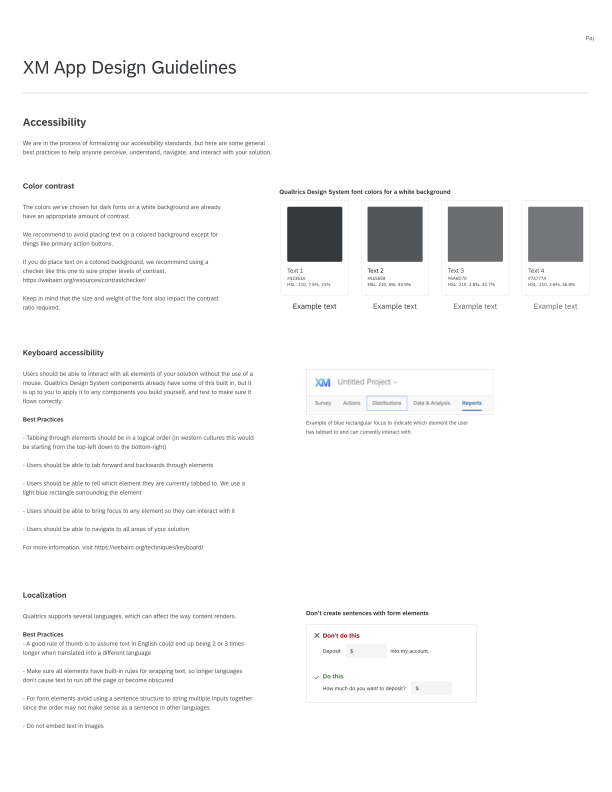 Pag
XM App Design Guidelines
Accessibility
We are in the process of formalizing our accessibility standards, but here are some general
best practices to help anyone perceive, understand, navigate, and interact with your solution.
Color contrast
The colors we've chosen for dark fonts on a white background are already
have an appropriate amount of contrast.
We recommend to avoiding placing text on a colored background except for
things like primary action buttons.
If you do place text on a colored background, we recommend using a
checker like this one to sure proper levels of contrast.
https://webaim.org/resources/contrastchecker/
Keep in mind that the size and weight of the font also impact the contrast
ratio required.
Qualtrics Design System font colors for a white background
Text 1
#32363A
HSL: 210, 7.5%, 21%
Example text
Text 2
HSL: 210, 5%, 33.5%
Example text
Text 3
#6A6D70
HSL: 210, 2.8%, 42.7%
Example text
Text 4
#74777A
HSL: 210, 2.6%, 46.8%
Example text
Keyboard accessibility
Users should be able to interact with all elements of your solution without the use of a
mouse. Qualtrics Design System components already have some of this built in, but it
is up to you to apply it to any components you build yourself, and test to make sure it
flows correctly.
Best Practices
- Tabbing through elements should be in a logical order (in western cultures this would
be starting from the top-left down to the bottom-right)
- Users should be able to tab forward and backwards through elements
- Users should be able to tell which element they are currently tabbed to. We use a
light blue rectangle surrounding the element
- Users should be able to bring focus to any element so they can interact with it
- Users should be able to navigate to all areas of your solution
For more information, visit https://webaim.org/techniques/keyboard/
XM Untitled Project
Survey Actions Distributions Data & Analysis Reports
Example of blue rectangular focus to indicate which element the user
has tabbed to and can currently interact with.
Localization
Qualtrics supports several languages, which can affect the way content renders.
Best Practices
- A good rule of thumb is to assume text in English could end up being 2 or 3 times
longer when translated into a different language
- Make sure all elements have built-in rules for wrapping text, so longer languages
don't cause text to run off the page or become obscured
- For form elements avoid using a sentence structure to string multiple inputs together
since the order may not make sense as a sentence in other languages
- Do not embed text in images
Don't create sentences with form elements
Don't do this
Deposit $ into my account.
Do this
How much do you want to deposit? $